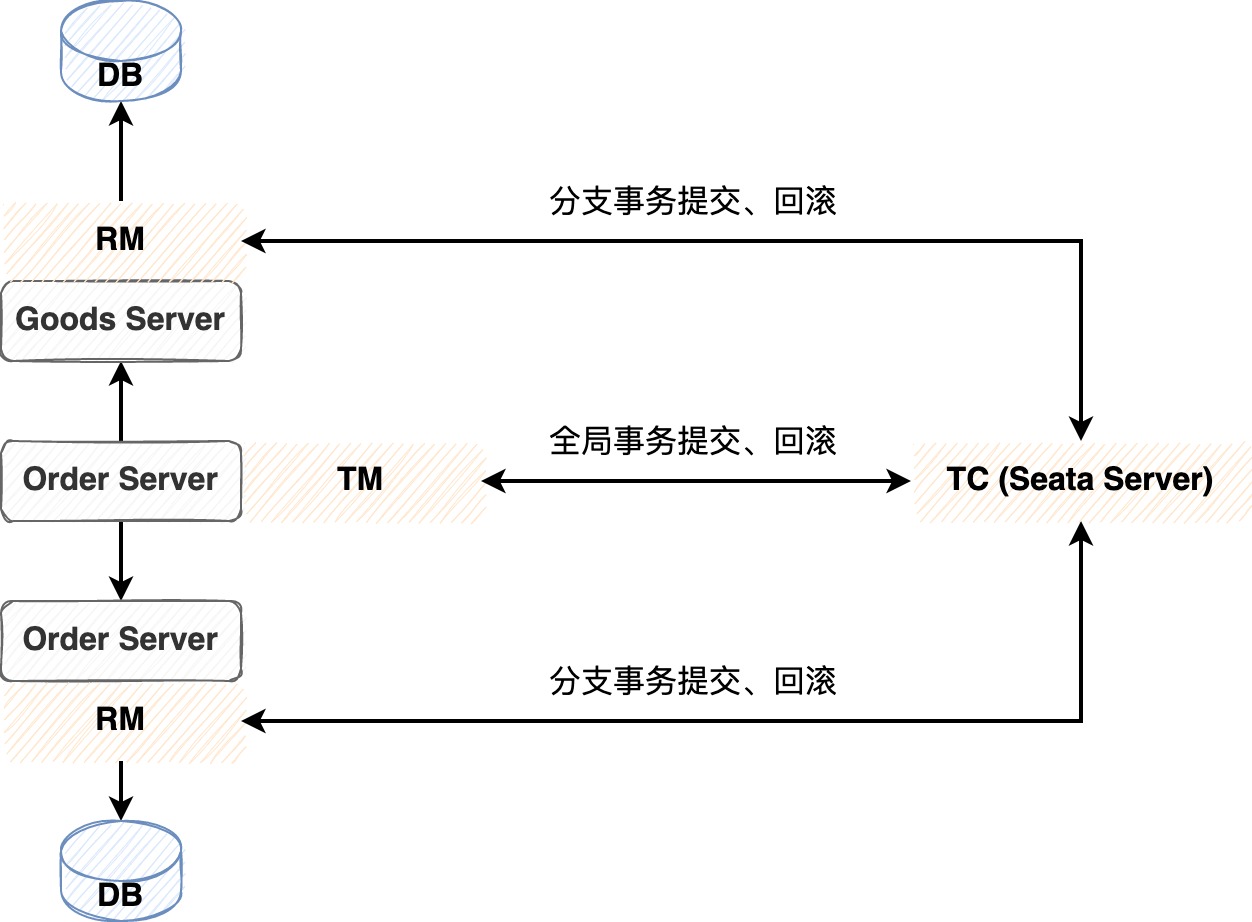 DB
分支事务提交、回滚
RM
Goods Server
全局事务提交、回滚
Order Server
TM
TC (Seata Server)
Order Server
分支事务提交、回滚
RM
DB